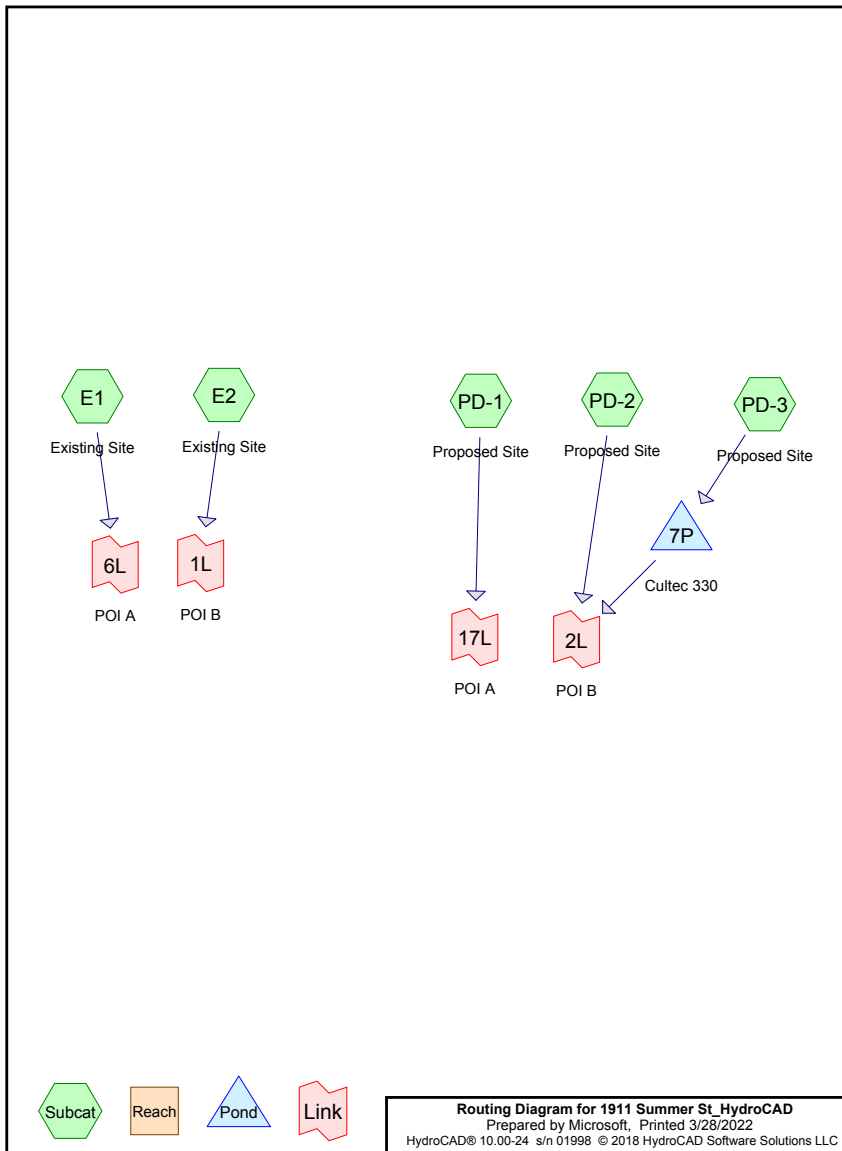 E1
E2
PD-1
PD-2
PD-3
Existing Site
Existing Site
Proposed Site
Proposed Site
Proposed Site
7P
Cultec 330
6L
1L
POI A
POI B
17L
2L
POI A
POI B
Subcat
Reach
Pond
Link
Routing Diagram for 1911 Summer St_HydroCAD
Prepared by Microsoft, Printed 3/28/2022
HydroCAD® 10.00-24 s/n 01998 © 2018 HydroCAD Software Solutions LLC